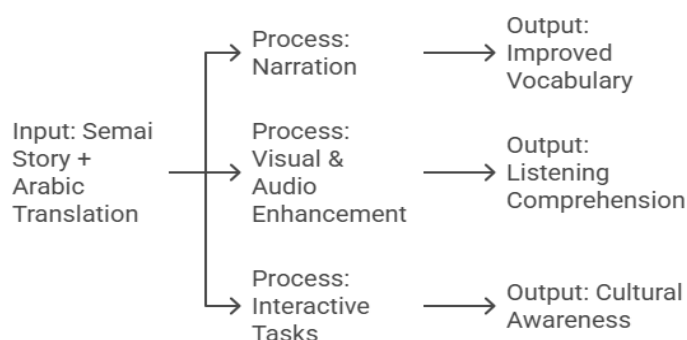 Input: Semai
Story +
Arabic
Translation
Process:
Narration
Output:
Improved
Vocabulary
Process:
Visual &
Audio
Enhancement
Output:
Listening
Comprehension
Process:
Interactive
Tasks
Output: Cultural
Awareness